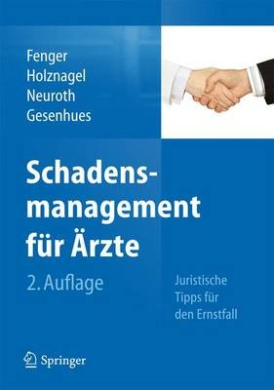 Fenger
Holznagel
Neuroth
Gesenhues
Schadens-
management
für Ärzte
2. Auflage
Juristische
Tipps für
den Ernstfall
Springer